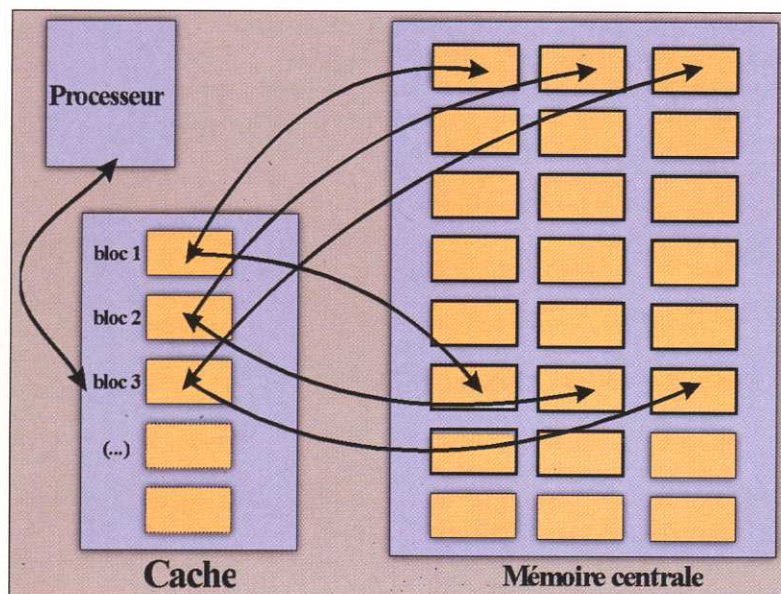 Processeur
bloc 1
bloc 2
bloc 3
(...)
Cache
Mémoire centrale